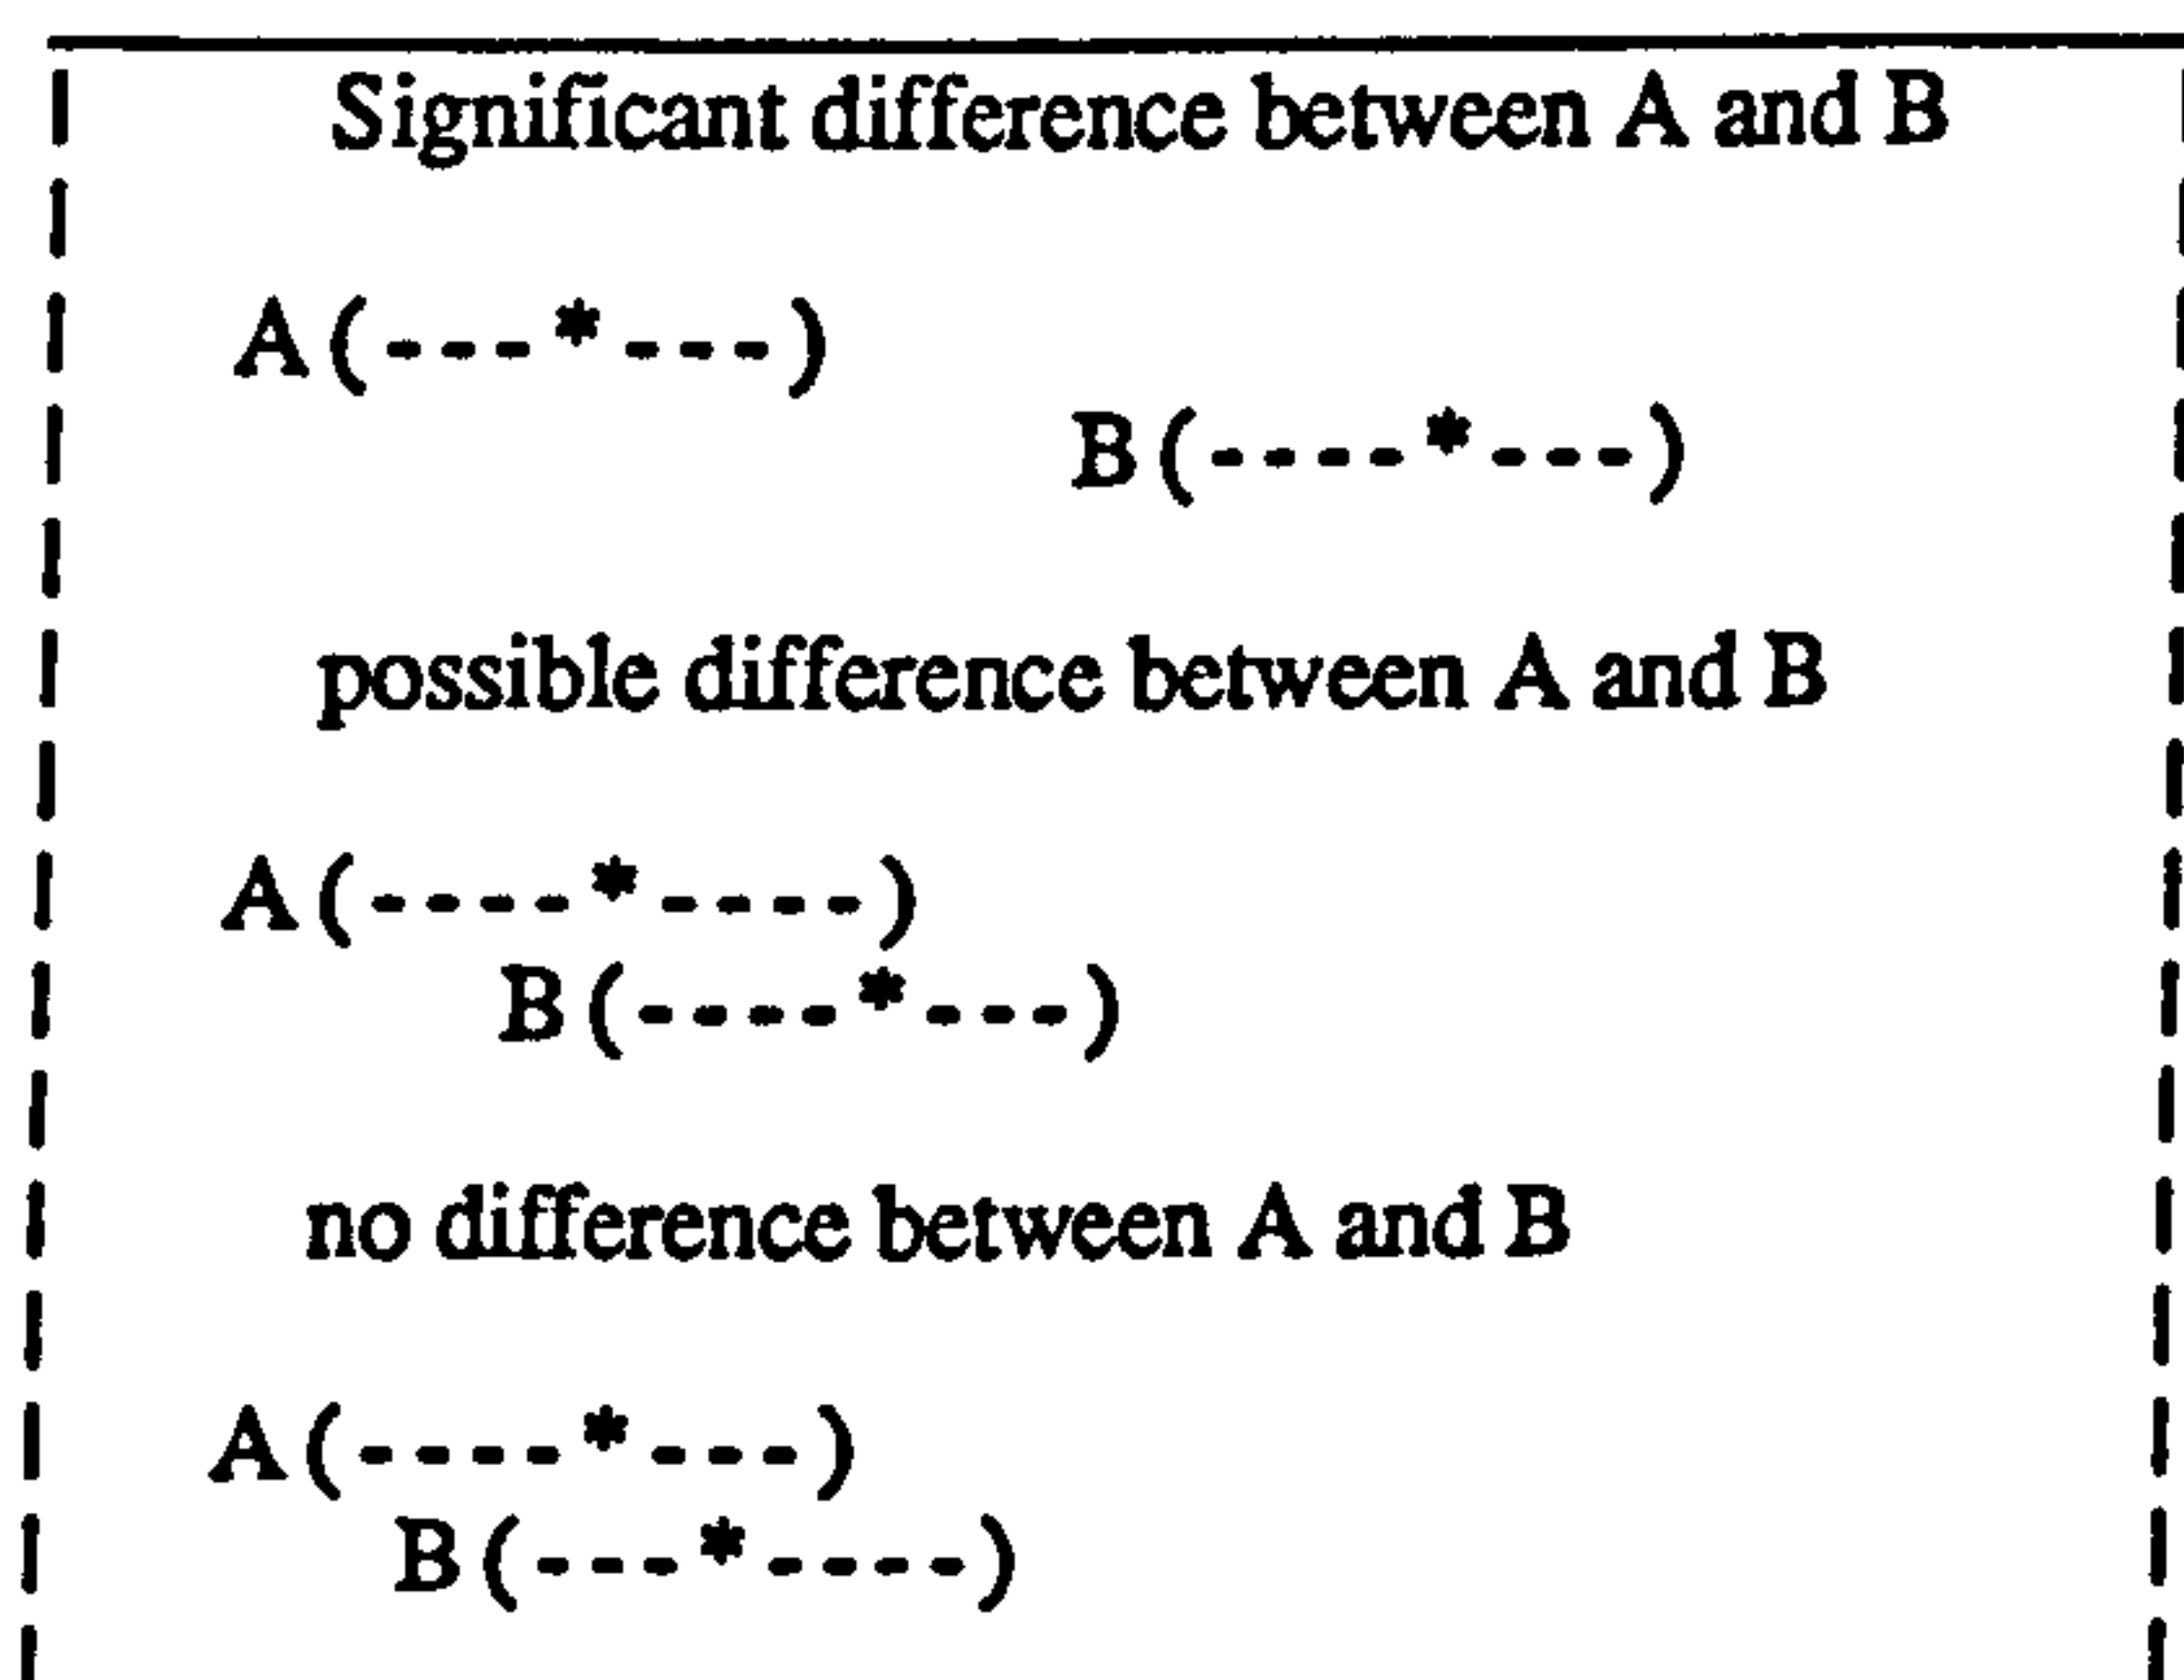 Significant difference between A and B
A(---*---)
B(----*---)
possible difference between A and B
A(----*----)
B(----*---)
no difference between A and B
A(----*---)
B(---*----)